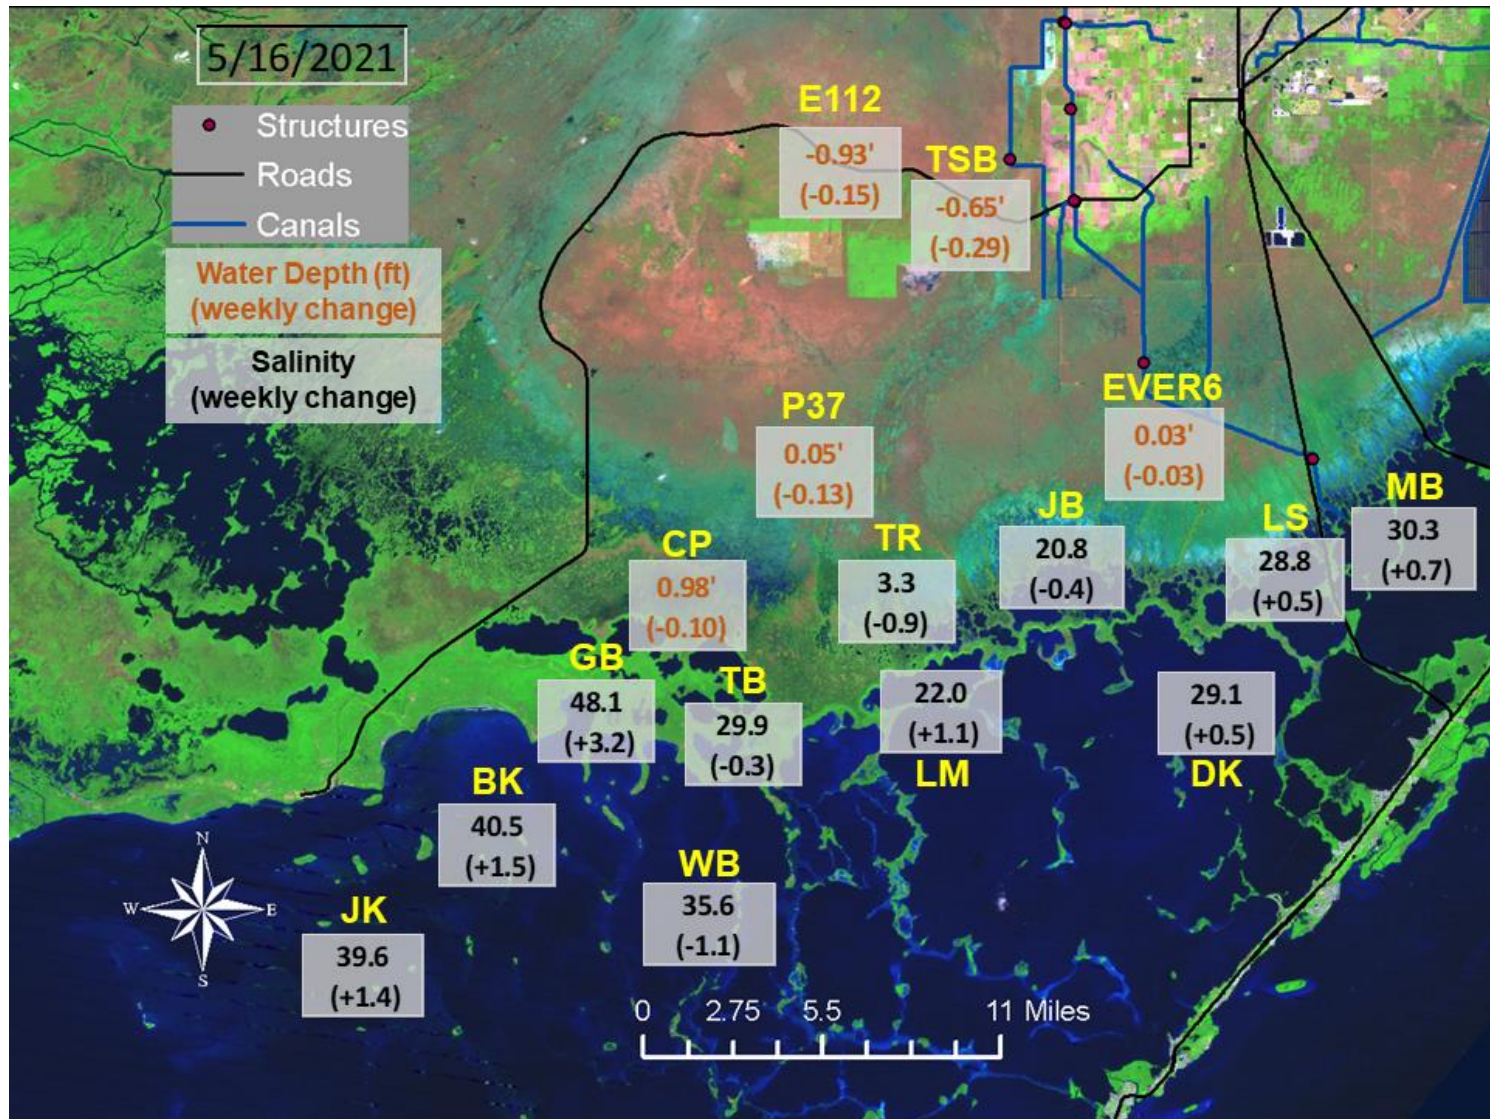 5/16/2021
Structures
Roads
Canals
Water Depth (ft)
(weekly change)
Salinity
(weekly change)
E112
-0.93'
(-0.15)
TSB
-0.65'
(-0.29)
P37
0.05'
(-0.13)
EVER6
0.03'
(-0.03)
CP
0.98'
(-0.10)
TR
3.3
(-0.9)
JB
20.8
(-0.4)
LS
28.8
(+0.5)
MB
30.3
(+0.7)
GB
48.1
(+3.2)
TB
29.9
(-0.3)
22.0
(+1.1)
LM
29.1
(+0.5)
DK
BK
40.5
(+1.5)
WB
35.6
(-1.1)
JK
39.6
(+1.4)
N
W
E
S
0 2.75 5.5 11 Miles